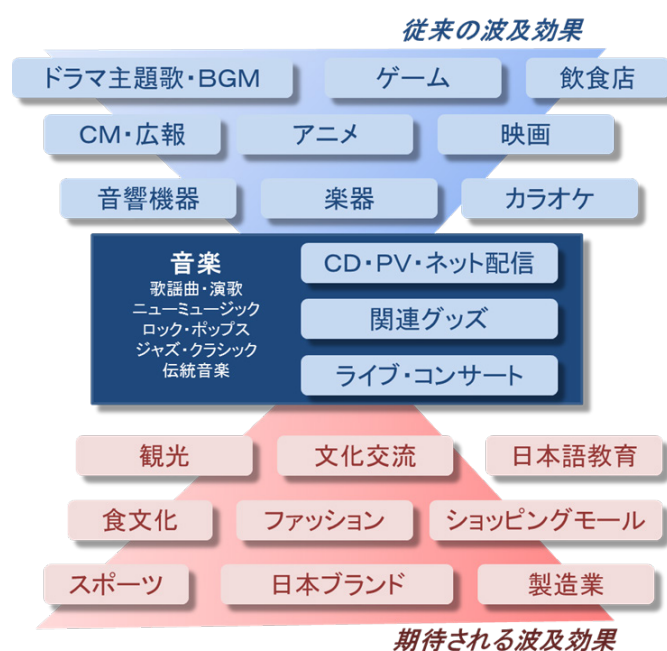 従来の波及効果
ドラマ主題歌・BGM
ゲーム
飲食店
CM・広報
アニメ
映画
音響機器
楽器
カラオケ
音楽
歌謡曲・演歌
ニューミュージック
ロック・ポップス
ジャズ・クラシック
伝統音楽
CD・PV・ネット配信
関連グッズ
ライブ・コンサート
観光
文化交流
日本語教育
食文化
ファッション
ショッピングモール
スポーツ
日本ブランド
製造業
期待される波及効果